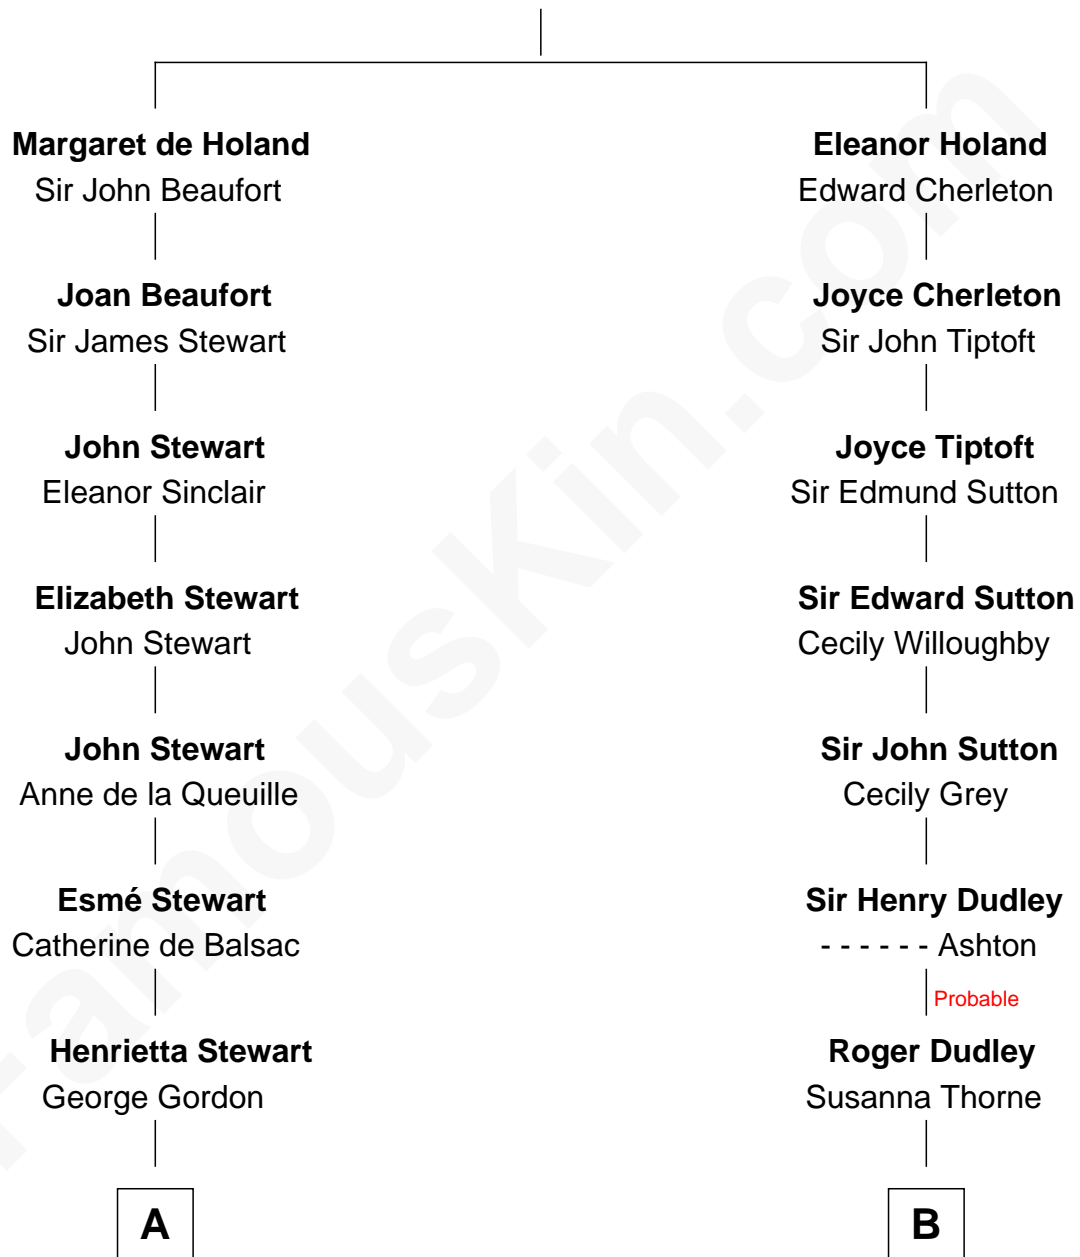 Margaret de Holand
Sir John Beaufort
Eleanor Holand
Edward Cherleton
Joan Beaufort
Sir James Stewart
Joyce Cherleton
Sir John Tiptoft
John Stewart
Eleanor Sinclair
Joyce Tiptoft
Sir Edmund Sutton
Elizabeth Stewart
John Stewart
Sir Edward Sutton
Cecily Willoughby
John Stewart
Anne de la Queuille
Sir John Sutton
Cecily Grey
Esmé Stewart
Catherine de Balsac
Sir Henry Dudley
- - - - - - Ashton
Probable
Henrietta Stewart
George Gordon
Roger Dudley
Susanna Thorne
A
B
FamousKin.com